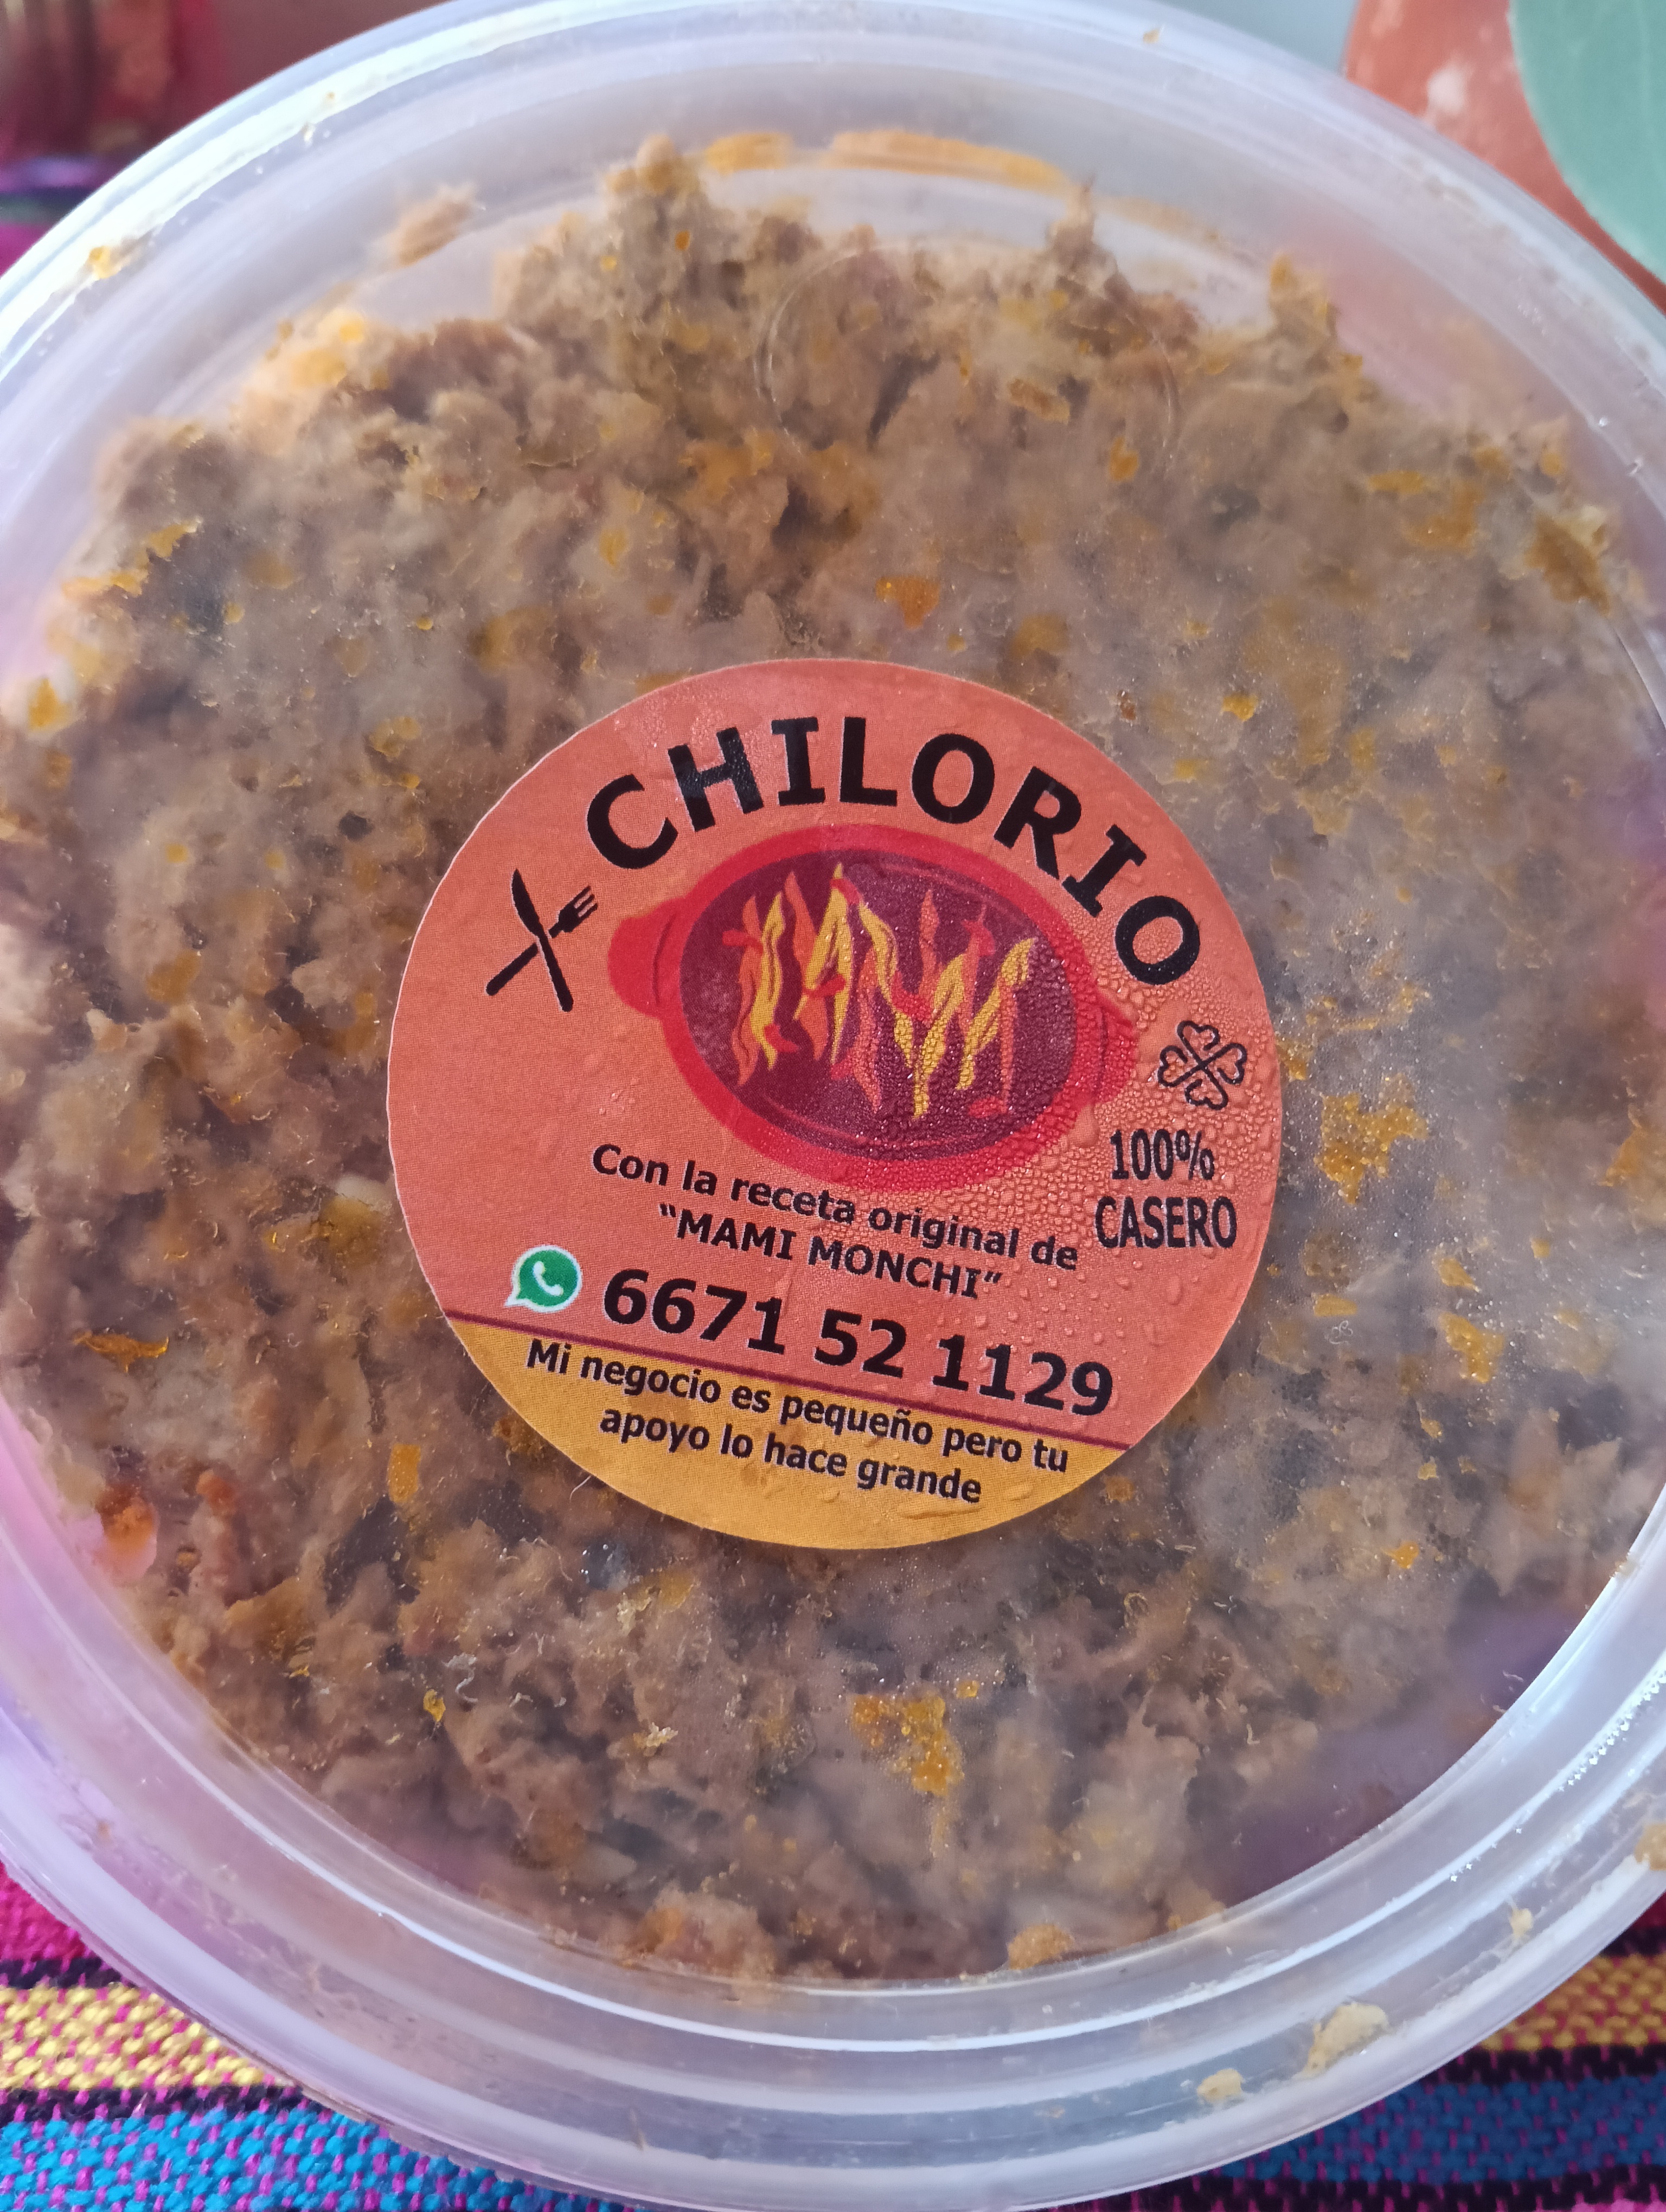 CHILORIO
100%
CASERO
Con la receta original de
"MAMI MONCHI”
6671 52 1129
Mi negocio es pequeño pero tu
apoyo lo hace grande